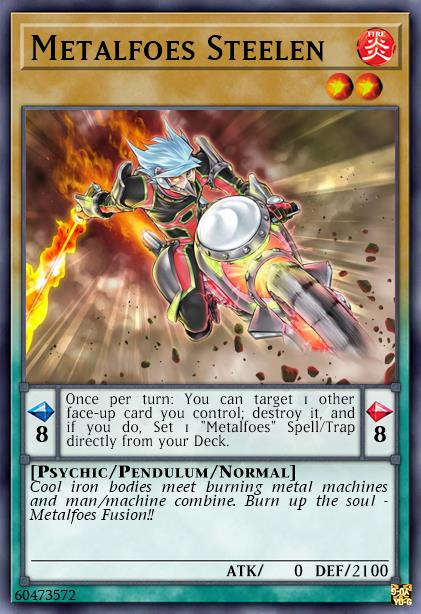 METALFOES STEELEN
FIRE
炎
Once per turn: You can target 1 other
face-up card you control; destroy it, and
if you do, Set 1 "Metalfoes" Spell/Trap
directly from your Deck.
8
8
[PSYCHIC/PENDULUM/NORMAL]
Cool iron bodies meet burning metal machines
and man/machine combine. Burn up the soul -
Metalfoes Fusion!!
ATK/ 0 DEF/2100
60473572